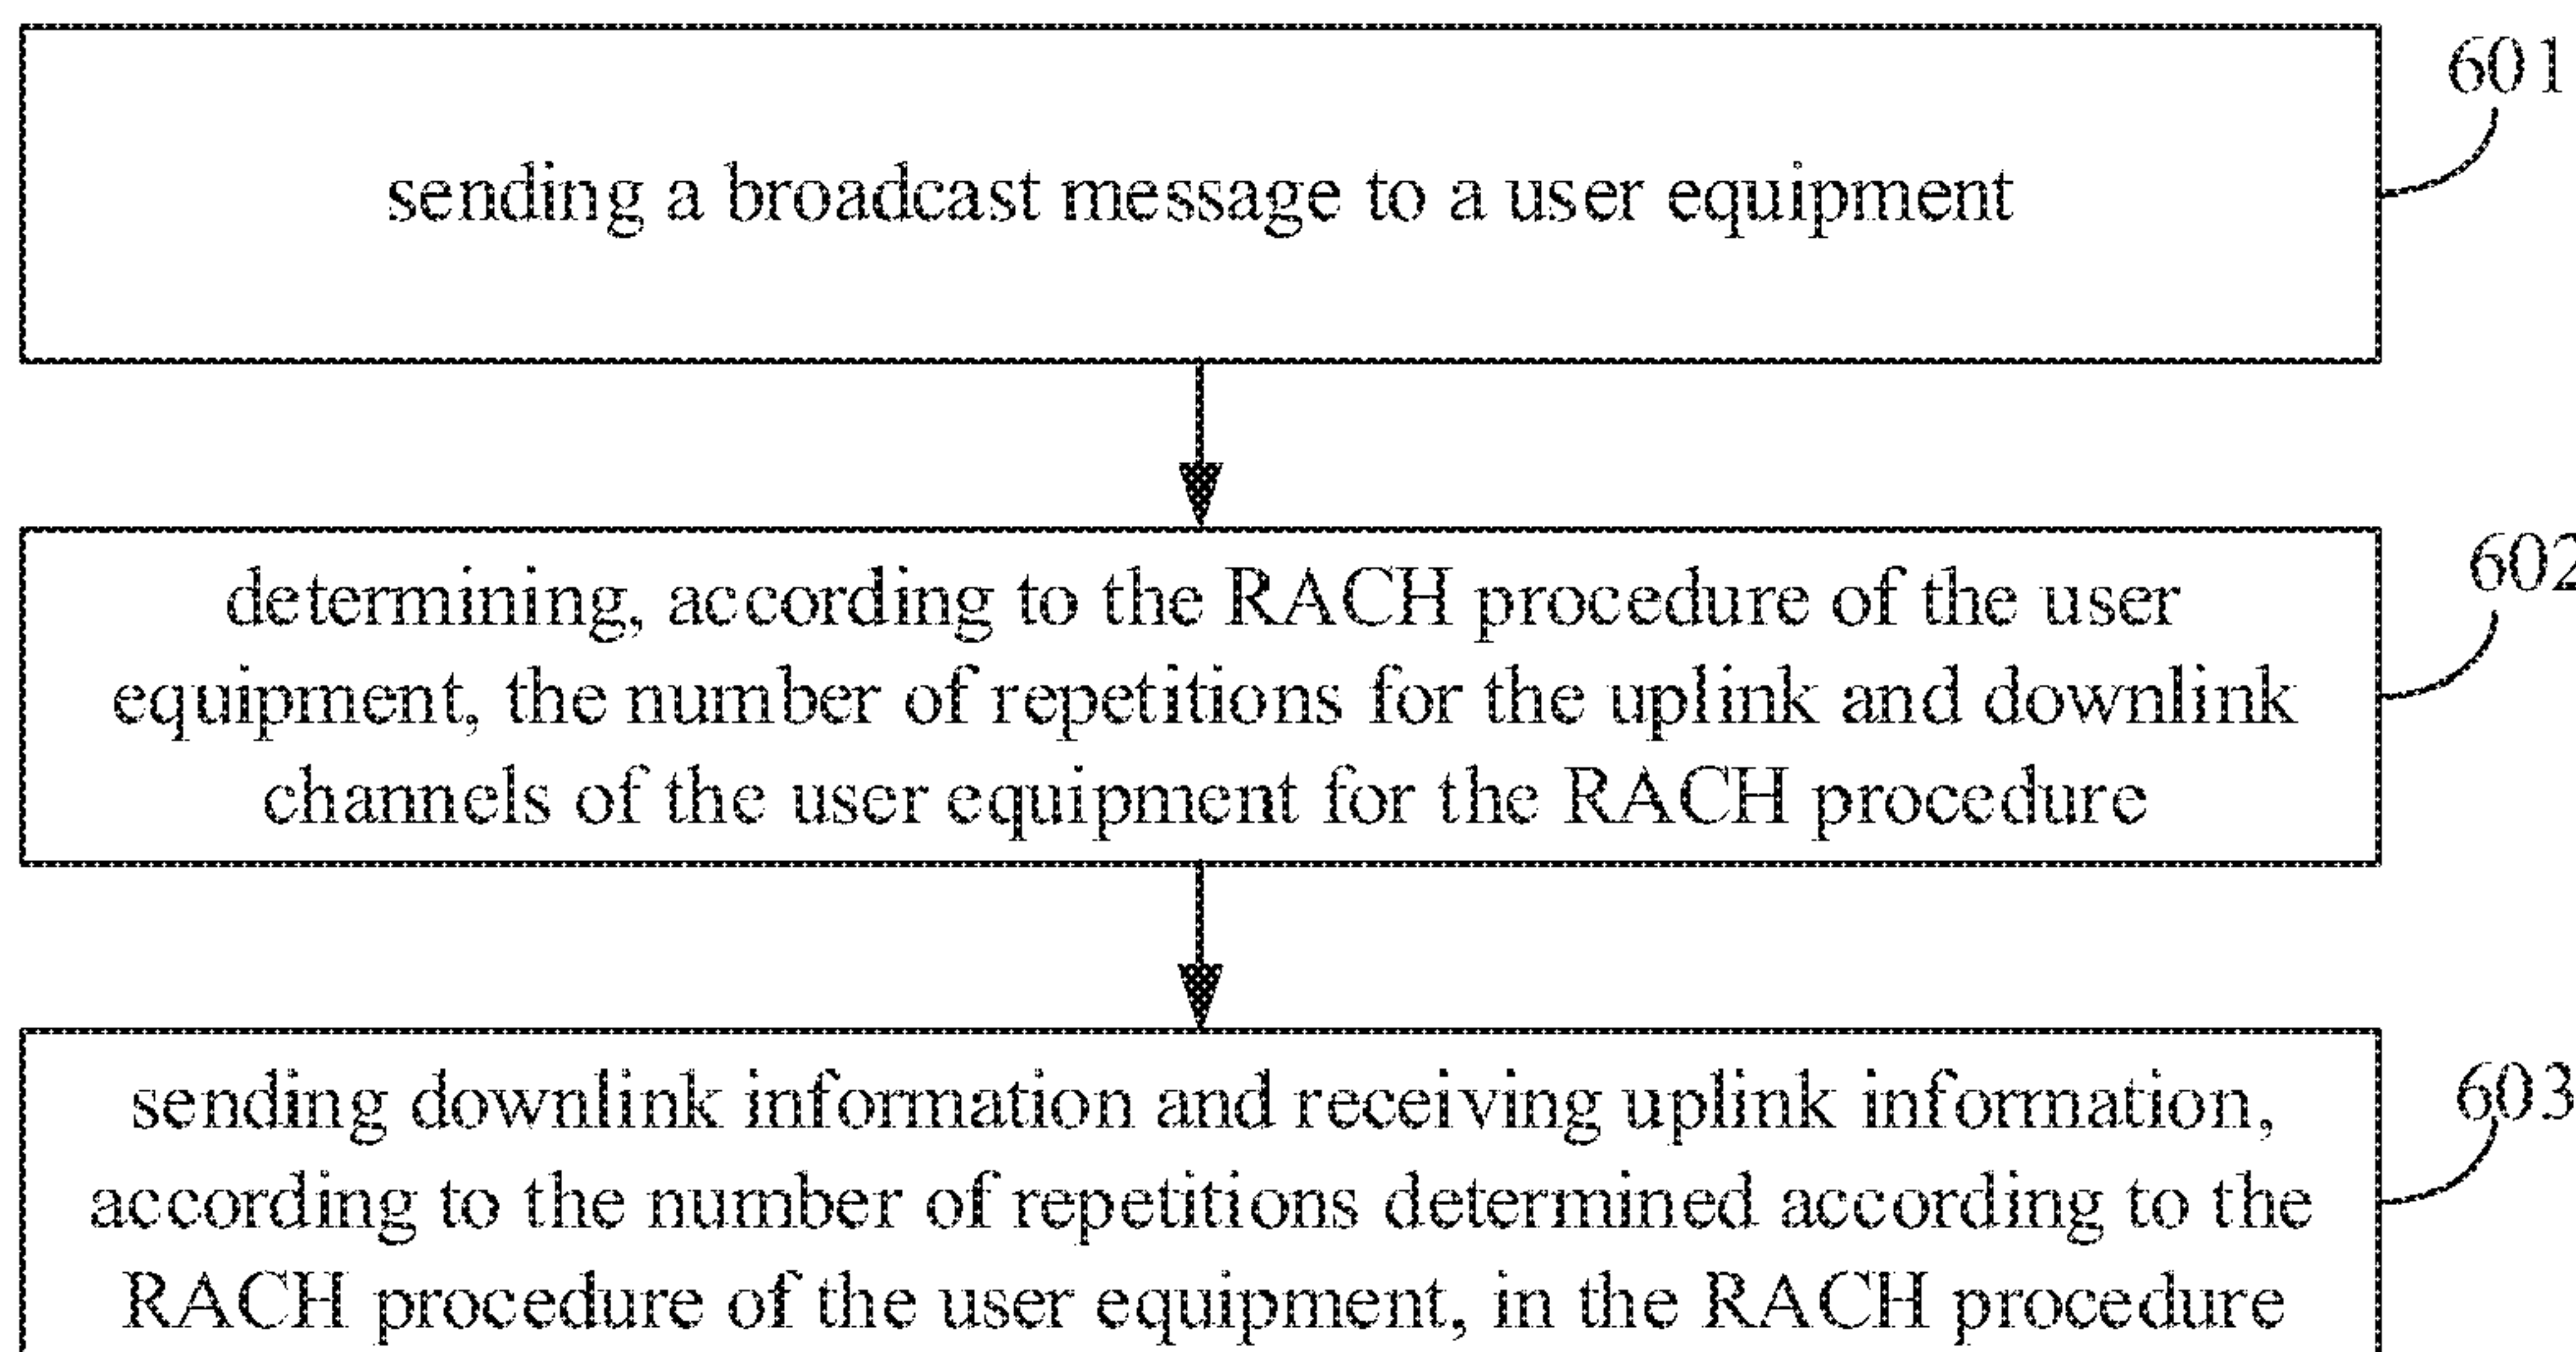 601
sending a broadcast message to a user equipment
602
determining, according to the RACH procedure of the user
equipment, the number of repetitions for the uplink and downlink
channels of the user equipment for the RACH procedure
603
sending downlink information and receiving uplink information,
according to the number of repetitions determined according to the
RACH procedure of the user equipment, in the RACH procedure